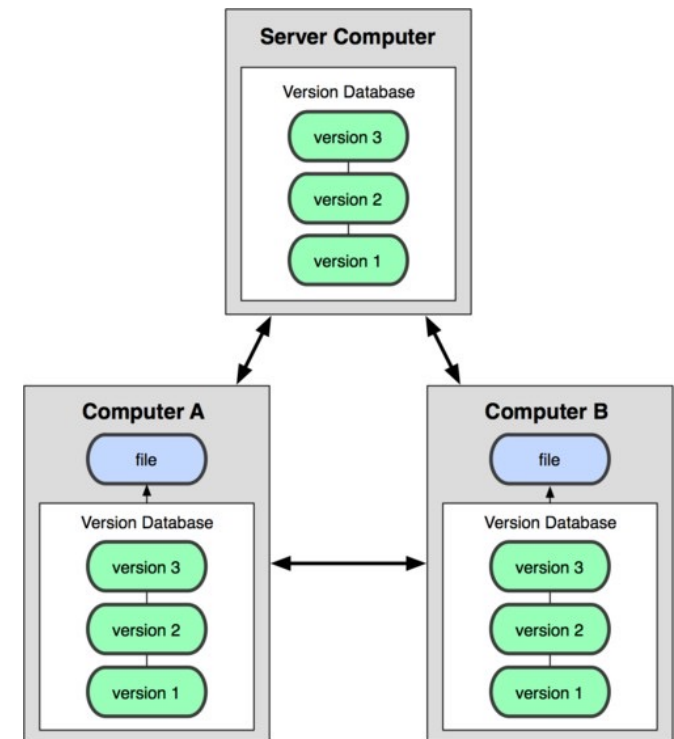 Server Computer
Version Database
version 3
version 2
version 1
Computer A
file
Version Database
version 3
version 2
version 1
Computer B
file
Version Database
version 3
version 2
version 1